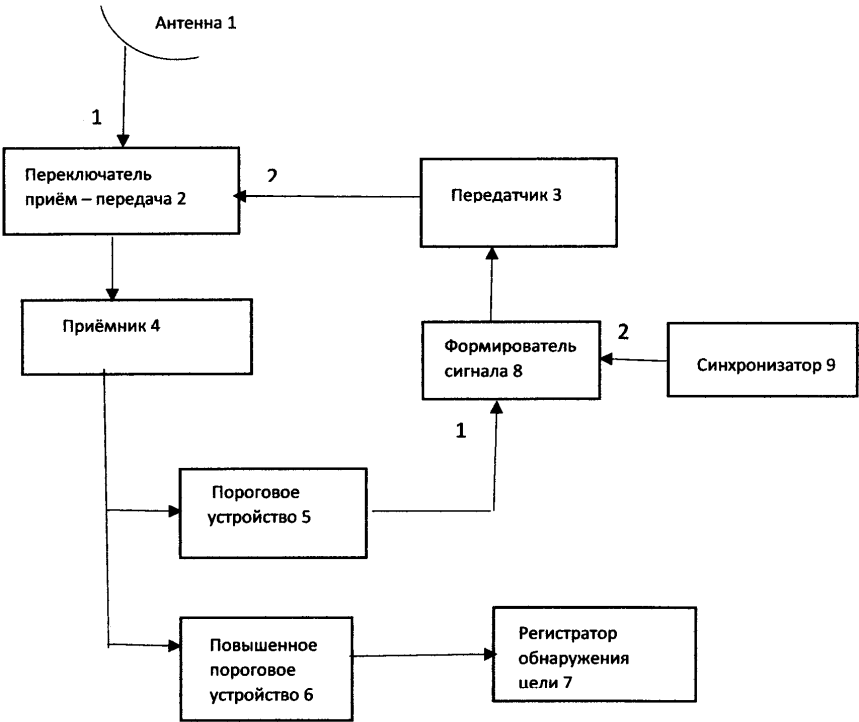 Антенна 1
1
Переключатель
приём – передача 2
2
Передатчик 3
Приёмник 4
Формирователь
сигнала 8
2
Синхронизатор 9
1
Пороговое
устройство 5
Повышенное
пороговое
устройство 6
Регистратор
обнаружения
цели 7